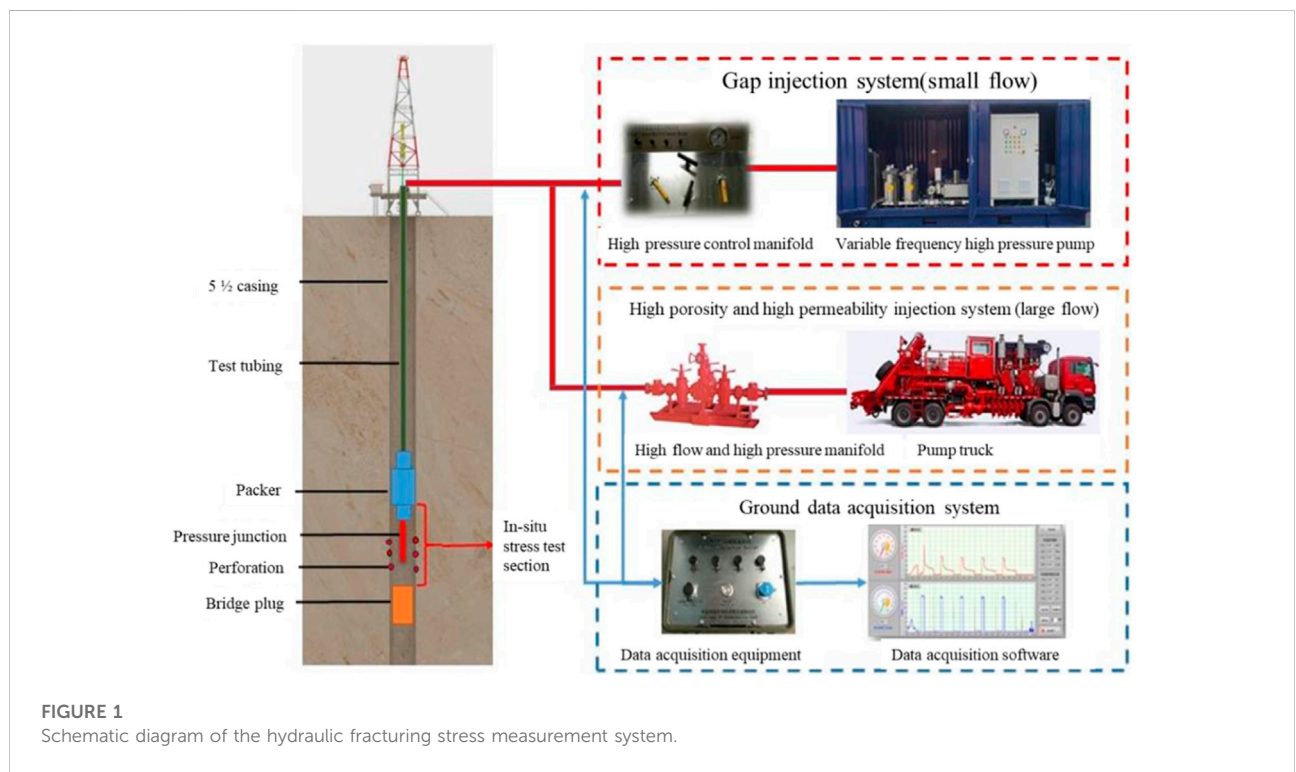 Gap injection system(small flow)
High pressure control manifold
Variable frequency high pressure pump
5 ½ casing
High porosity and high permeability injection system (large flow)
Test tubing
High flow and high pressure manifold
Pump truck
Packer
Ground data acquisition system
Pressure junction
In-situ
stress test
section
Perforation
Bridge plug
Data acquisition equipment
Data acquisition software
FIGURE 1
Schematic diagram of the hydraulic fracturing stress measurement system.